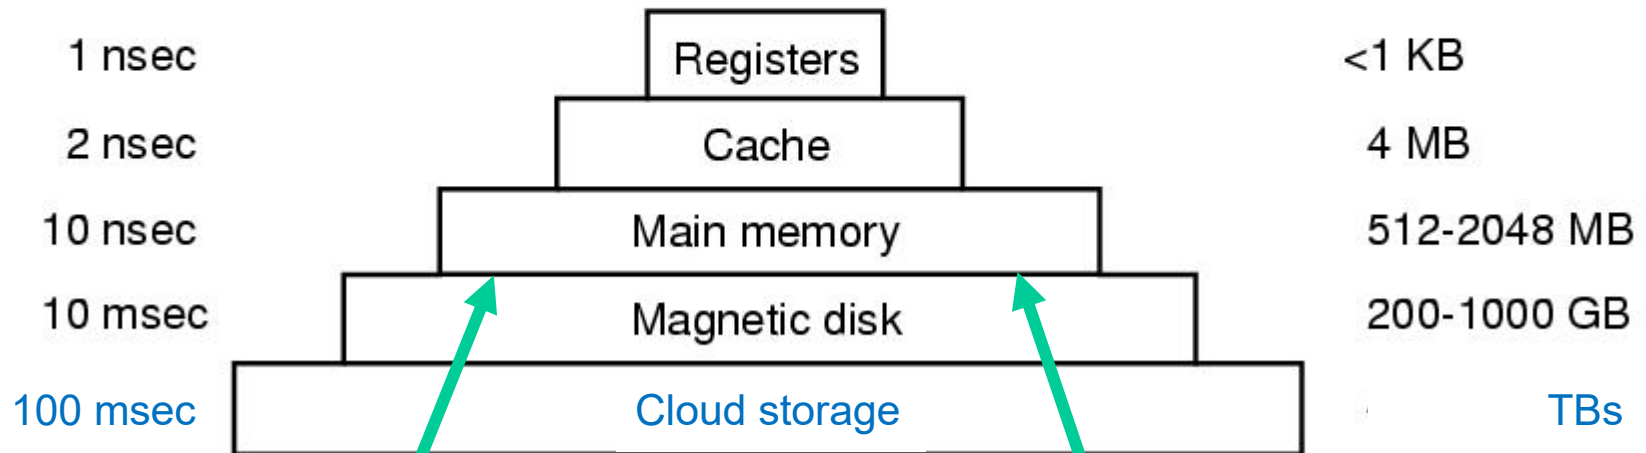 1 nsec Registers <1 KB
2 nsec Cache 4 MB
10 nsec Main memory 512-2048 MB
10 msec Magnetic disk 200-1000 GB
100 msec Cloud storage TBs